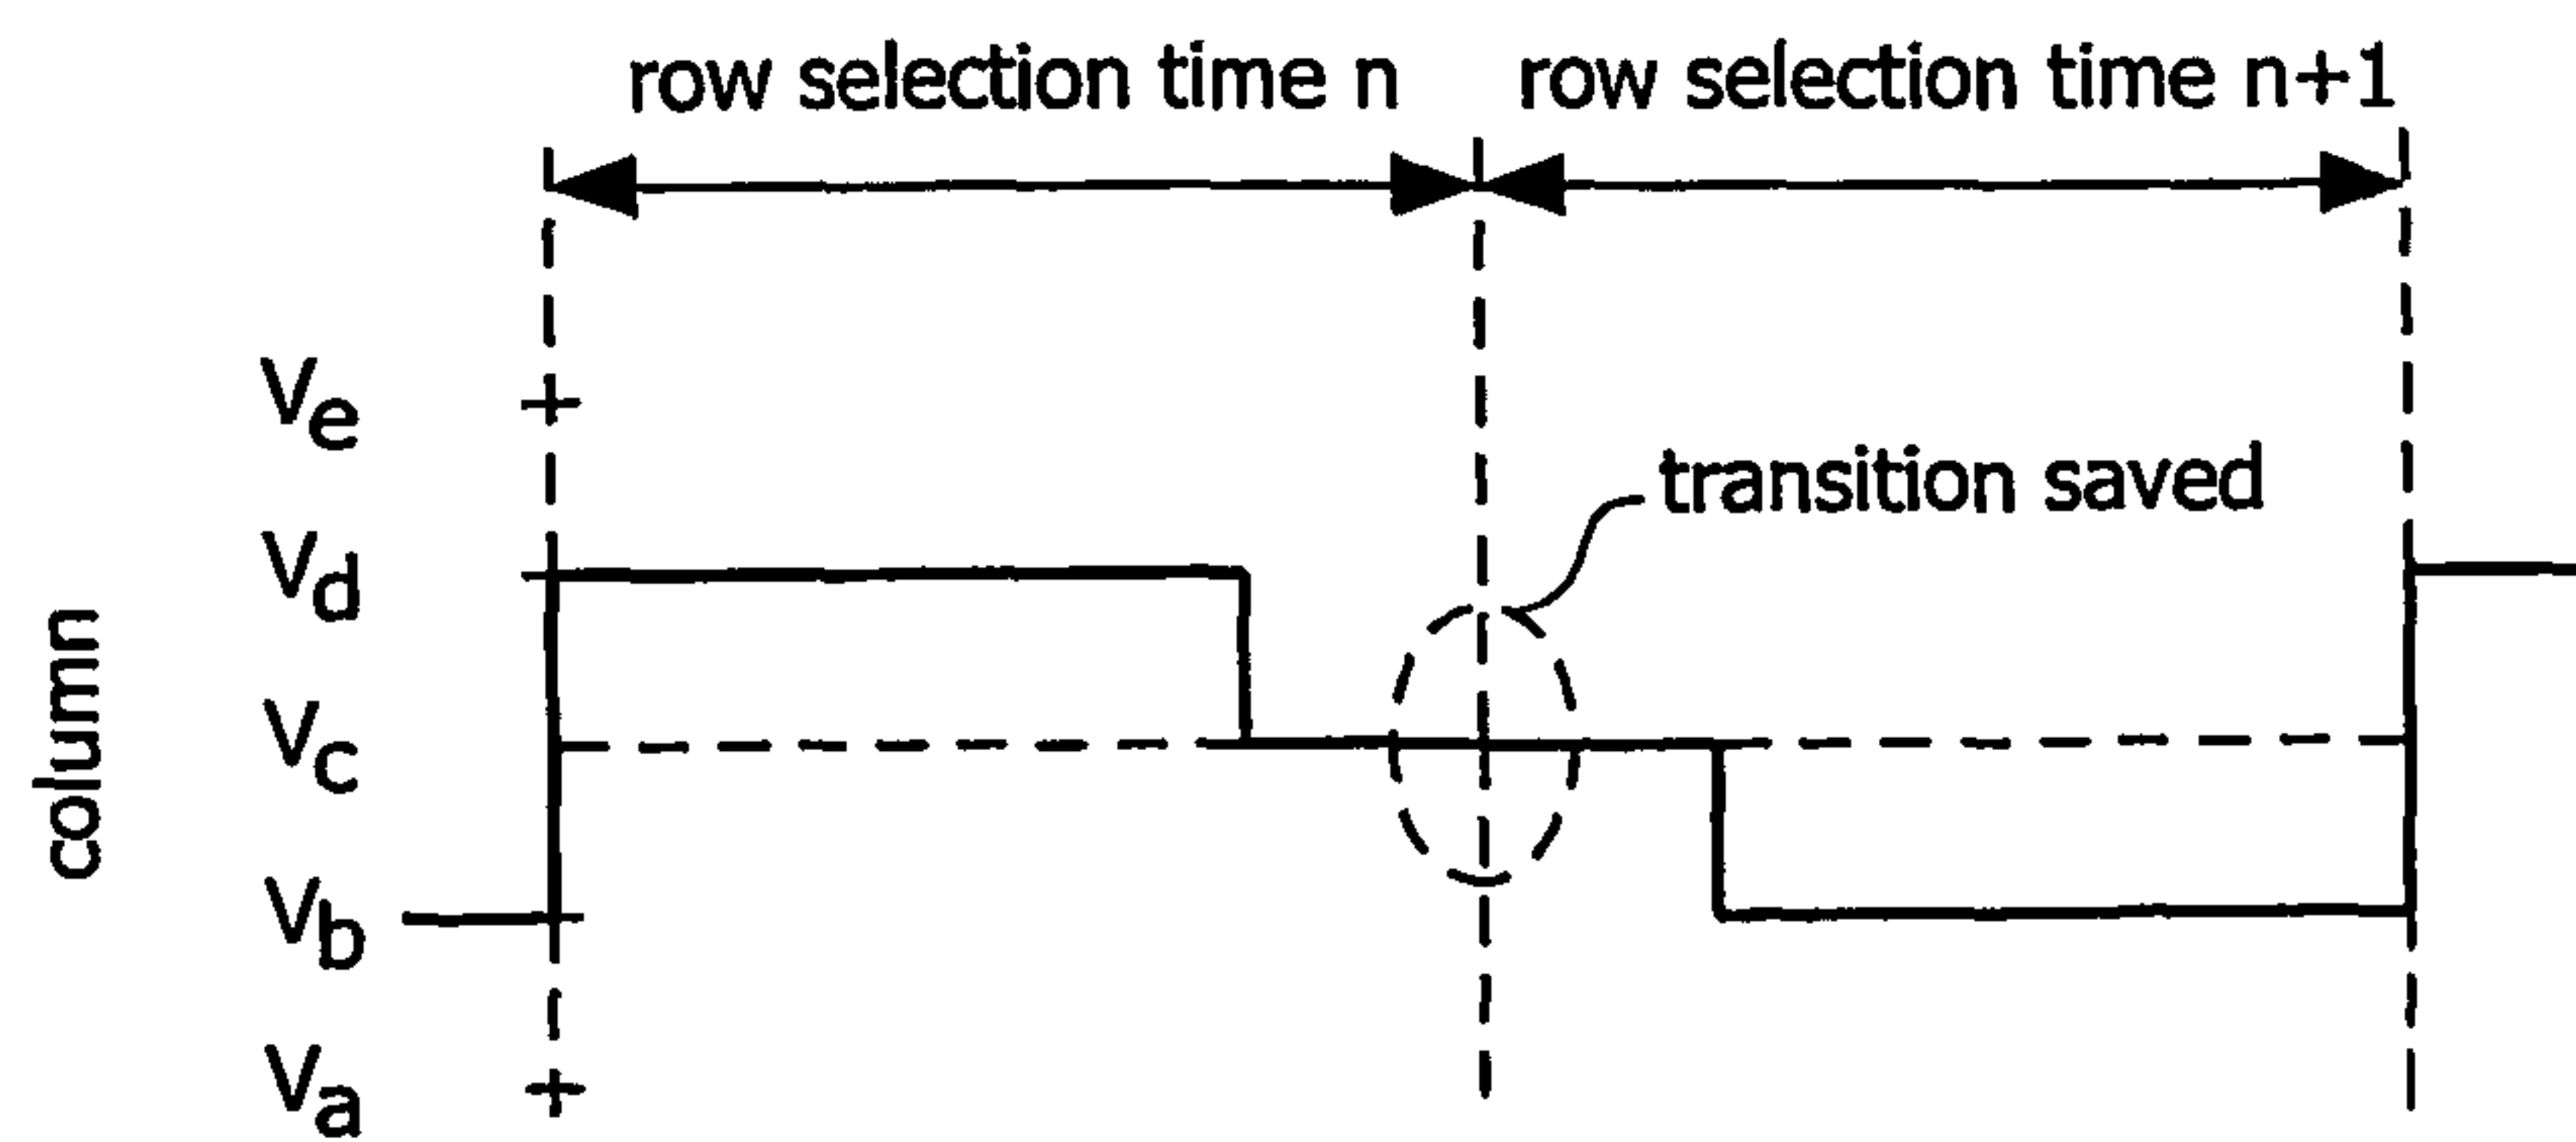 row selection time n
row selection time n+1
Ve
transition saved
Vd
column
Vc
Vb
Va